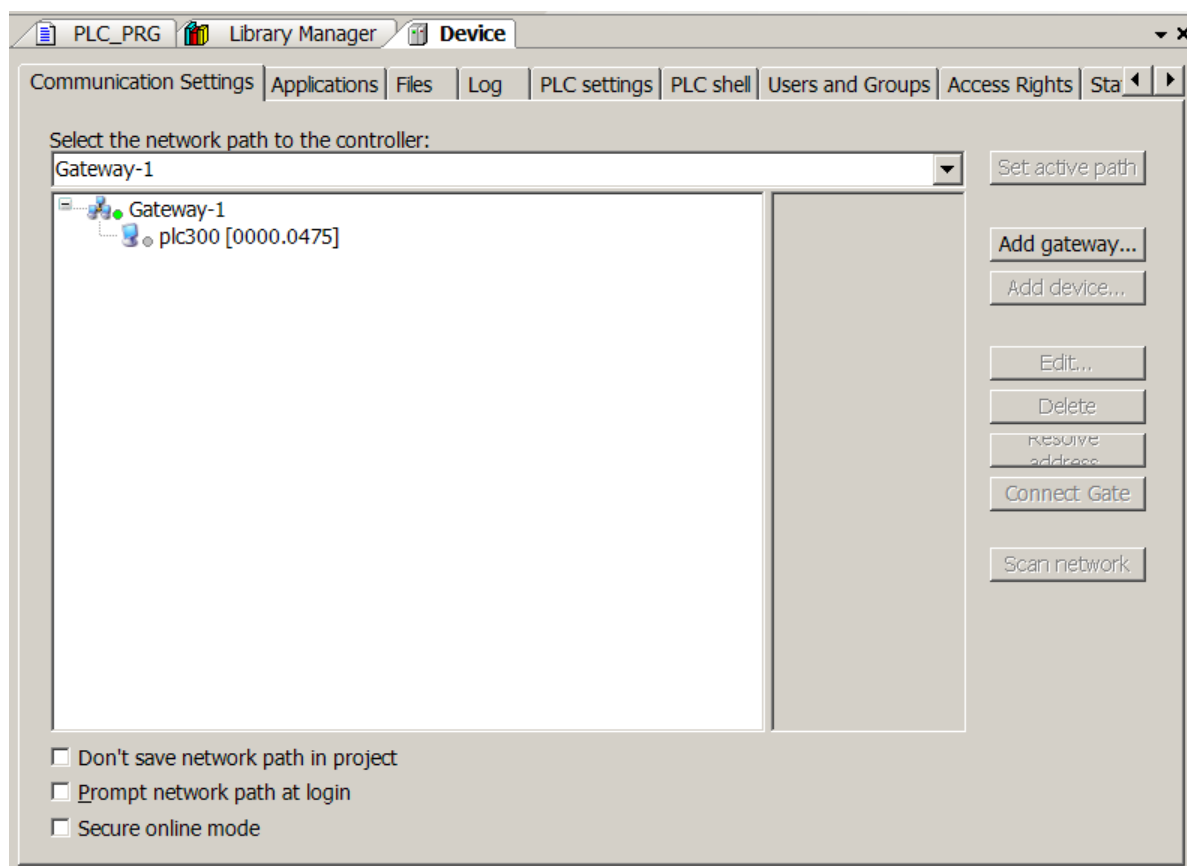 PLC_PRG Library Manager Device
Communication Settings Applications Files Log PLC settings PLC shell Users and Groups Access Rights Sta
Select the network path to the controller:
Gateway-1
Set active path
Gateway-1
plc300 [0000.0475]
Add gateway...
Add device...
Edit...
Delete
Resolve
address
Connect Gate
Scan network
Don't save network path in project
Prompt network path at login
Secure online mode